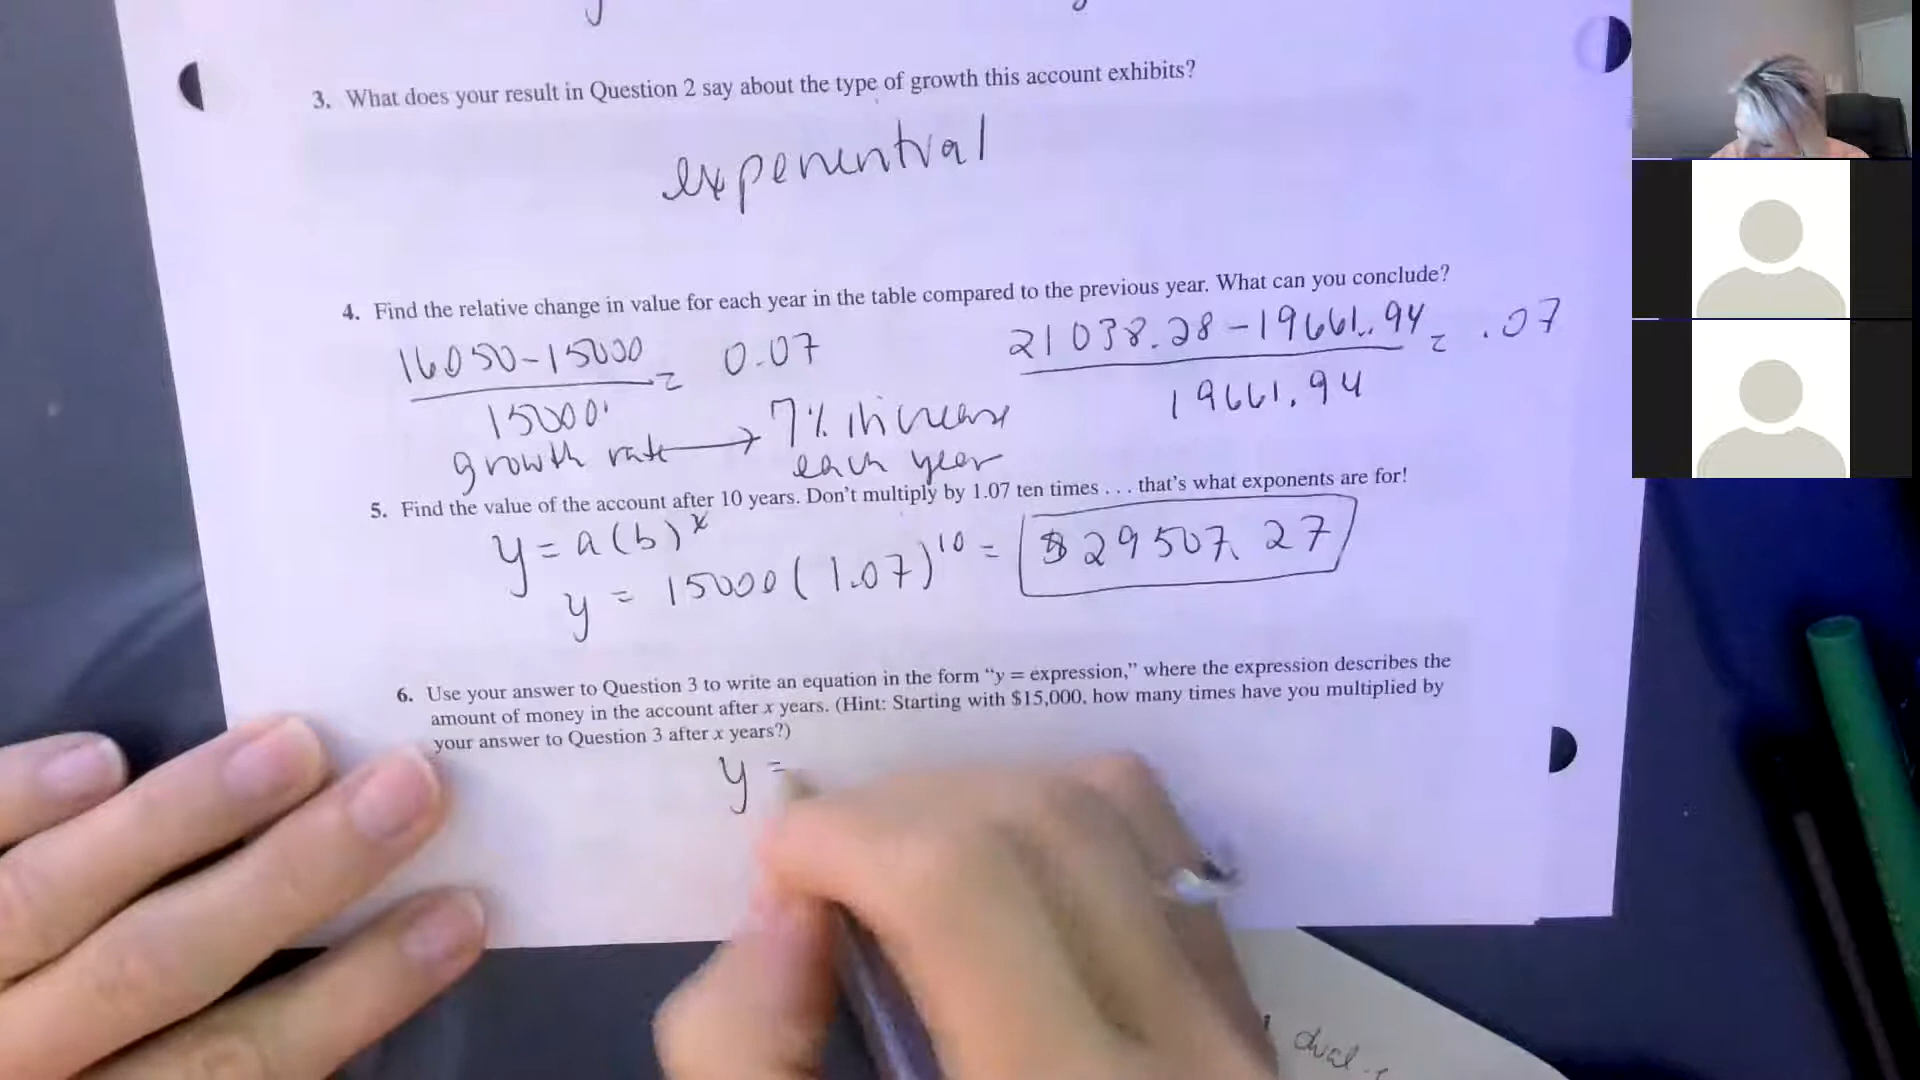 3. What does your result in Question 2 say about the type of growth this account exhibits?
expenential
4. Find the relative change in value for each year in the table compared to the previous year. What can you conclude?
16050-15000 = 0.07
15000
21038.28-19661.94 = .07
19661.94
growth rate → 7% increase
each year
5. Find the value of the account after 10 years. Don't multiply by 1.07 ten times . . . that's what exponents are for!
y = a(b)^x
y = 15000(1.07)^10 = $29507.27
6. Use your answer to Question 3 to write an equation in the form “y = expression,” where the expression describes the
amount of money in the account after x years. (Hint: Starting with $15,000, how many times have you multiplied by
your answer to Question 3 after x years?)
y =